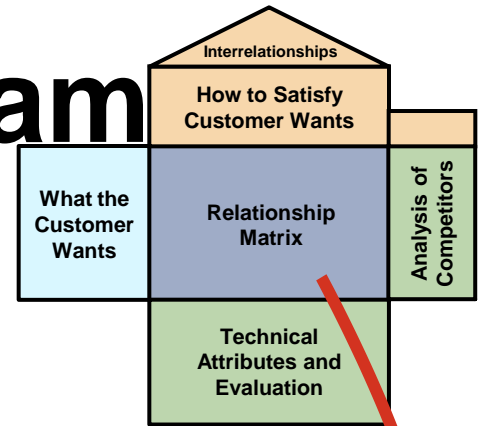 am
Interrelationships
How to Satisfy
Customer Wants
What the
Customer
Wants
Relationship
Matrix
Analysis of
Competitors
Technical
Attributes and
Evaluation